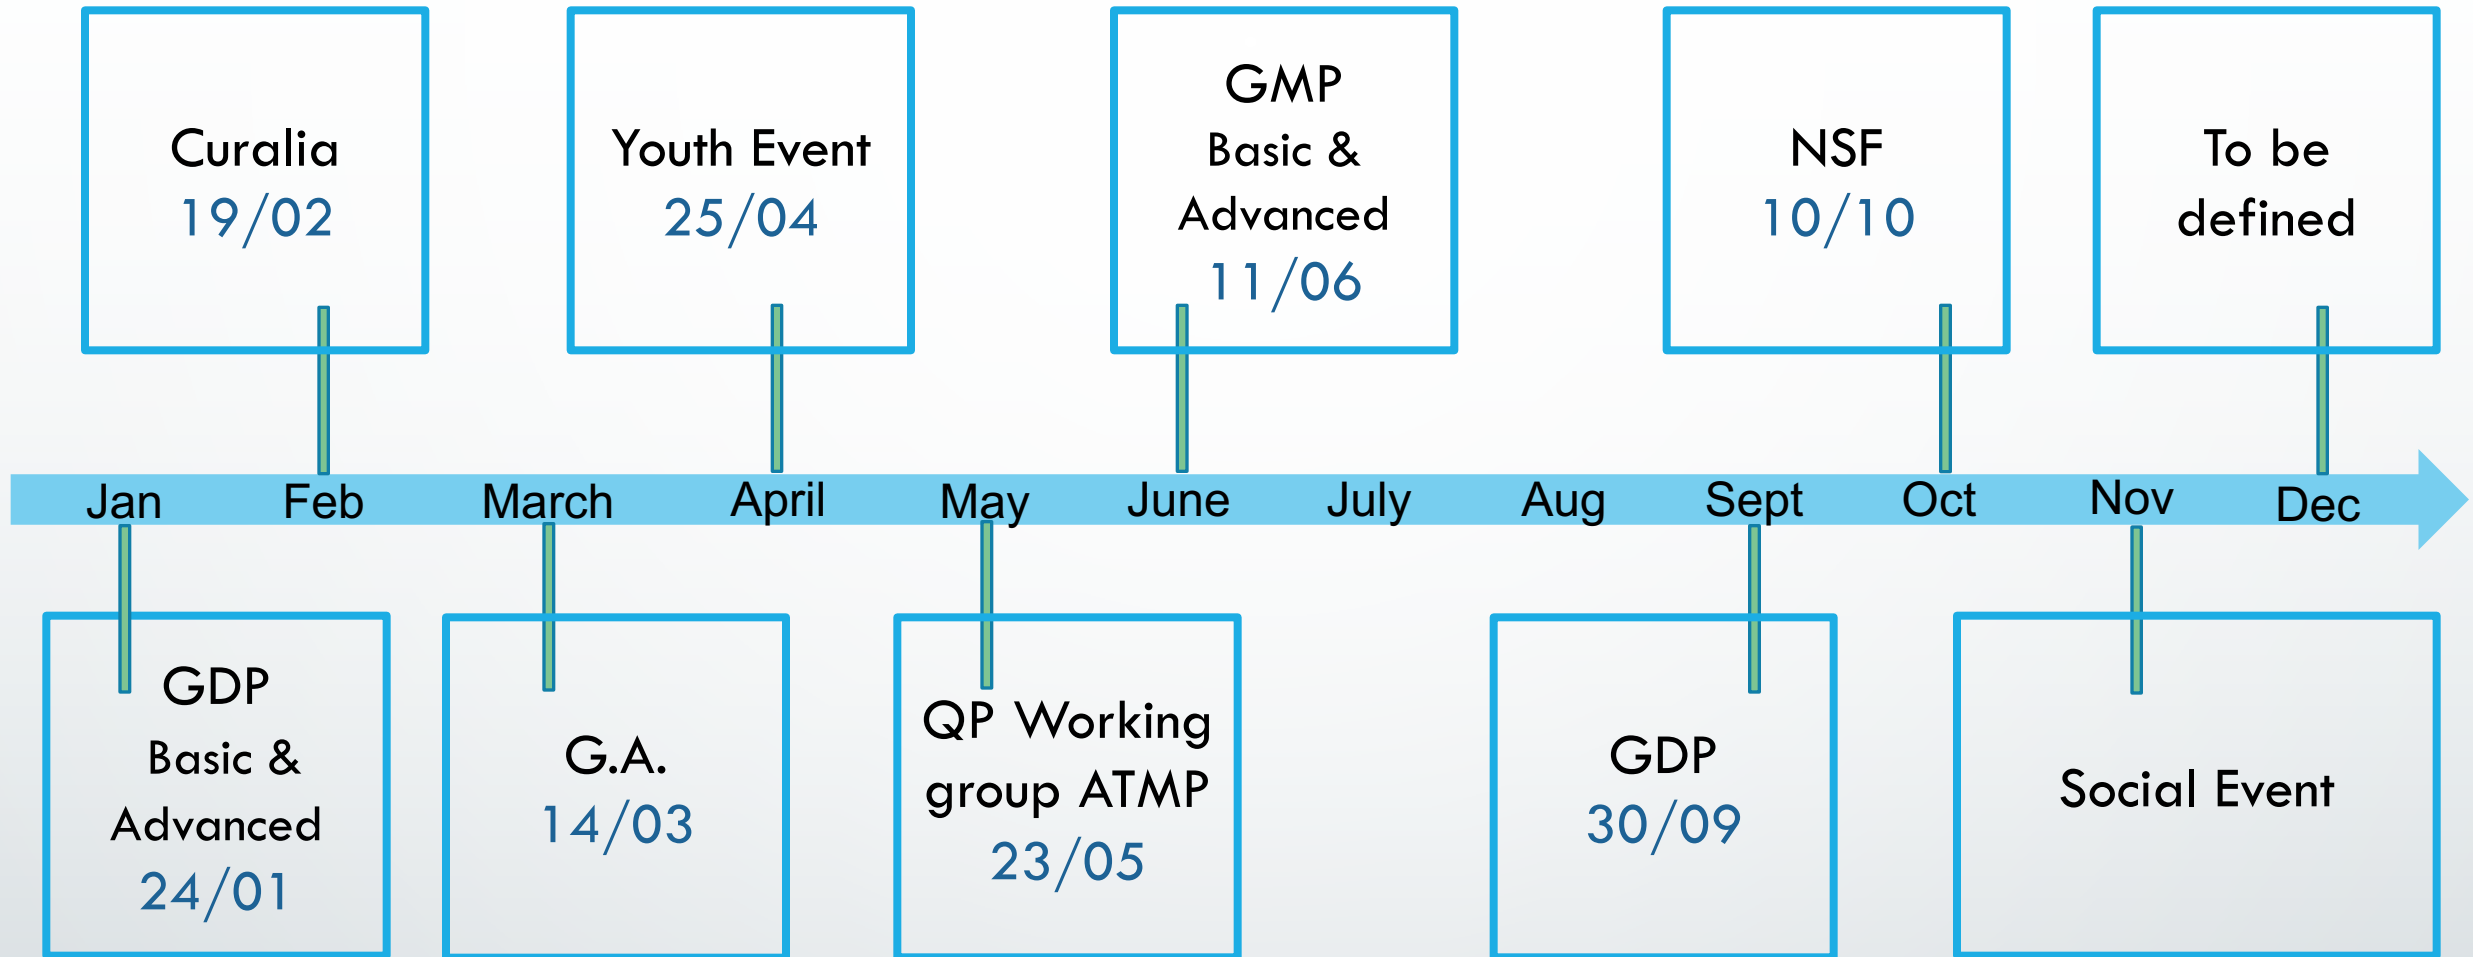 Curalia
19/02
Youth Event
25/04
GMP
Basic &
Advanced
11/06
NSF
10/10
To be
defined
Jan
Feb
March
April
May
June
July
Aug
Sept
Oct
Nov
Dec
GDP
Basic &
Advanced
24/01
G.A.
14/03
QP Working
group ATMP
23/05
GDP
30/09
Social Event